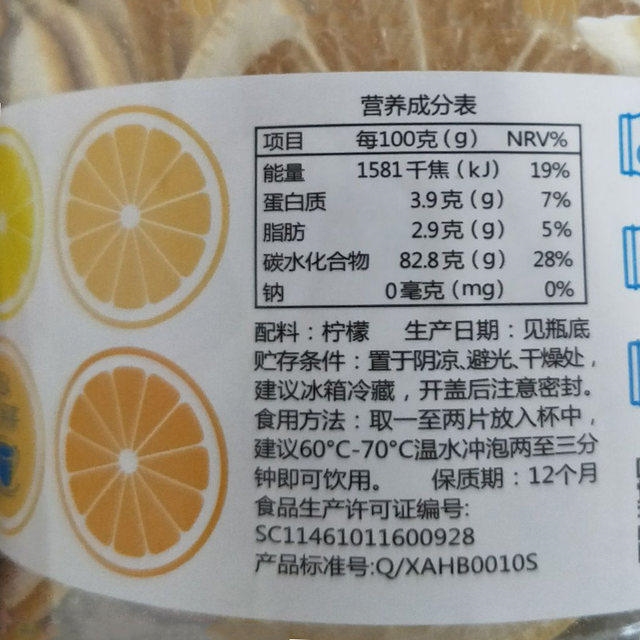 营养成分表
项目 每100克(g) NRV%
能量 1581千焦(kJ) 19%
蛋白质 3.9克(g) 7%
脂肪 2.9克(g) 5%
碳水化合物 82.8克(g) 28%
钠 0毫克(mg) 0%
配料：柠檬 生产日期：见瓶底
贮存条件：置于阴凉、避光、干燥处，
建议冰箱冷藏，开盖后注意密封。
食用方法：取一至两片放入杯中，
建议60°C-70°C温水冲泡两至三分
钟即可饮用。 保质期：12个月
食品生产许可证编号:
SC11461011600928
产品标准号:Q/XAHB0010S